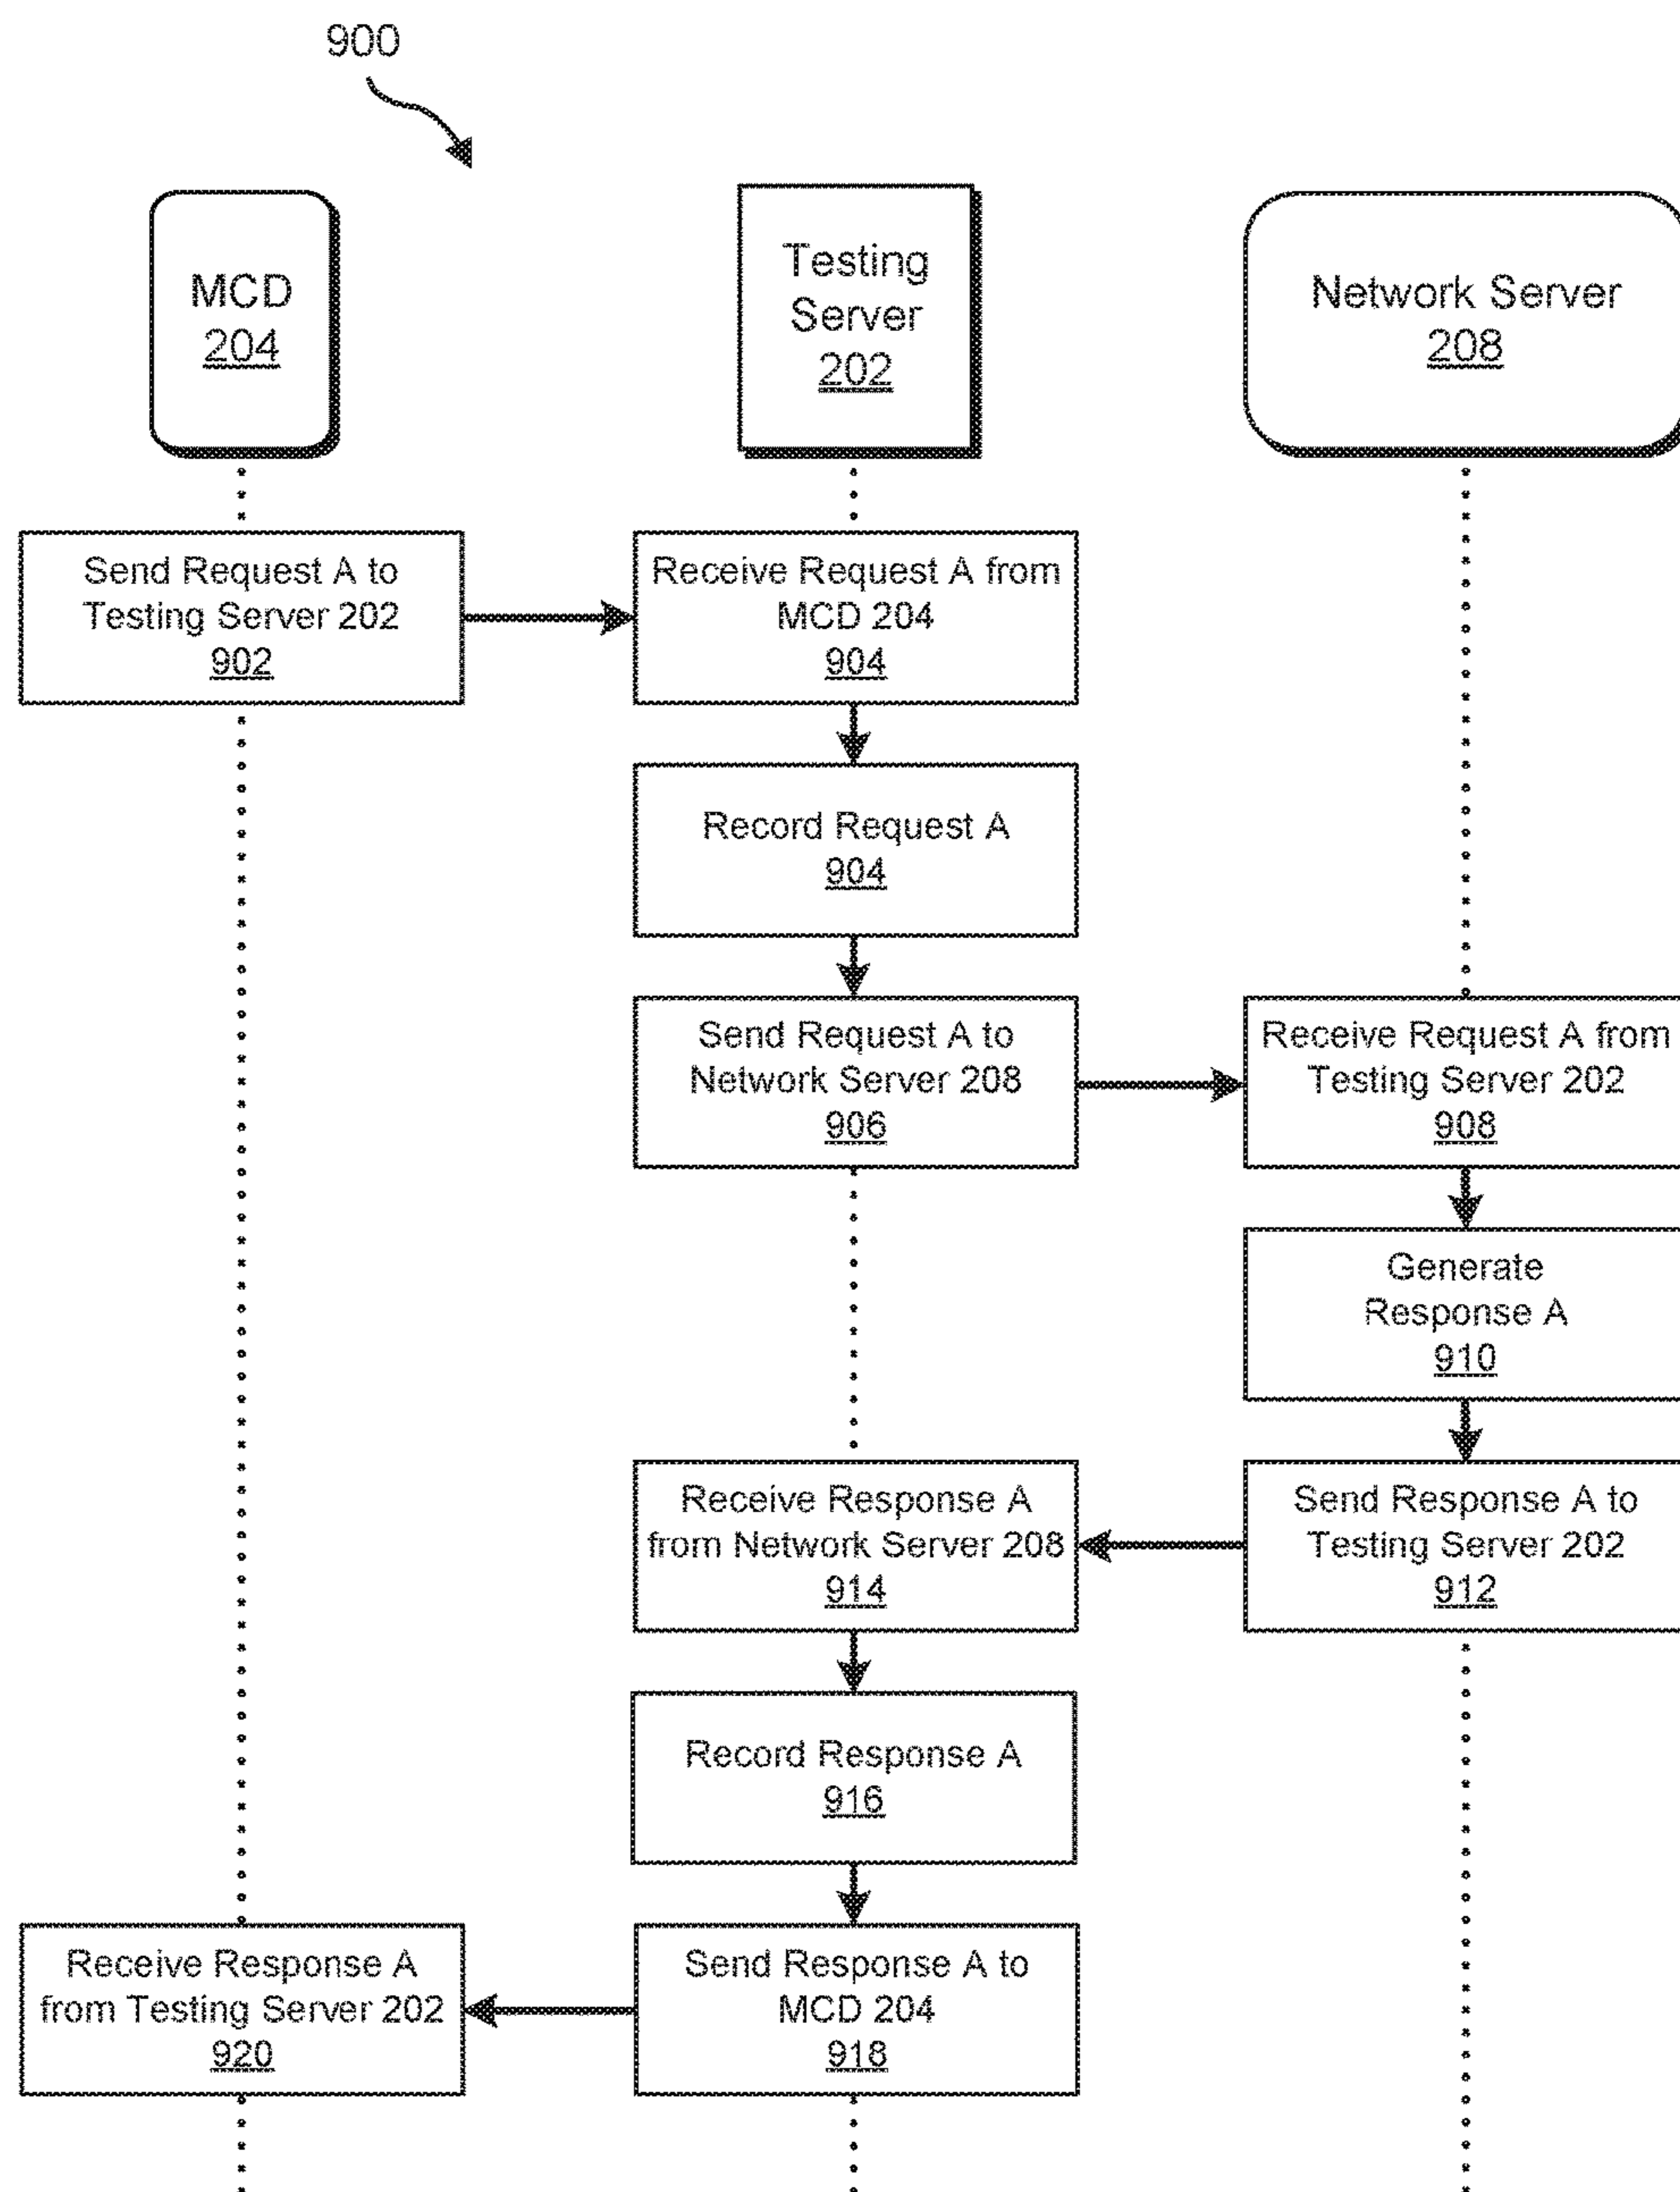 900
MCD
204
Testing
Server
202
Network Server
208
Send Request A to
Testing Server 202
902
Receive Request A from
MCD 204
904
Record Request A
904
Send Request A to
Network Server 208
906
Receive Request A from
Testing Server 202
908
Generate
Response A
910
Receive Response A
from Network Server 208
914
Send Response A to
Testing Server 202
912
Record Response A
916
Receive Response A
from Testing Server 202
920
Send Response A to
MCD 204
918